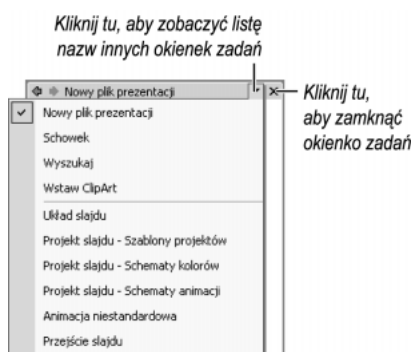 Kliknij tu, aby zobaczyć listę
nazw innych okienek zadań
Nowy plik prezentacji
Kliknij tu,
aby zamknąć
okienko zadań
Nowy plik prezentacji
Schowek
Wyszukaj
Wstaw ClipArt
Układ slajdu
Projekt slajdu - Szablony projektów
Projekt slajdu - Schematy kolorów
Projekt slajdu - Schematy animacji
Animacja niestandardowa
Przejście slajdu